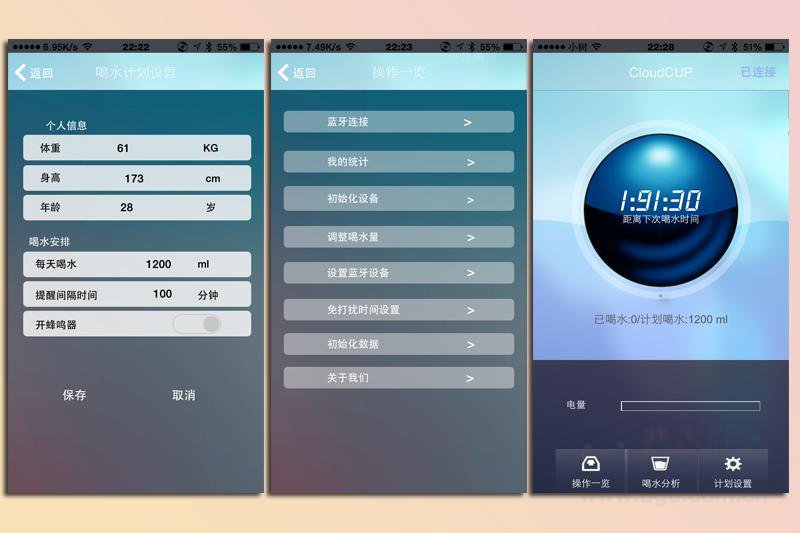 6.95K/s 22:22 55%
返回 喝水计划设置
个人信息
体重 61 KG
身高 173 cm
年龄 28 岁
喝水安排
每天喝水 1200 ml
提醒间隔时间 100 分钟
开蜂鸣器
保存 取消
7.49K/s 22:23 55%
返回 操作一览
蓝牙连接 >
我的统计 >
初始化设备 >
调整喝水量 >
设置蓝牙设备 >
免打扰时间设置 >
初始化数据 >
关于我们 >
小树 22:28 51%
CloudCUP 已连接
1:91:30
距离下次喝水时间
已喝水:0/计划喝水:1200 ml
电量
操作一览 喝水分析 计划设置